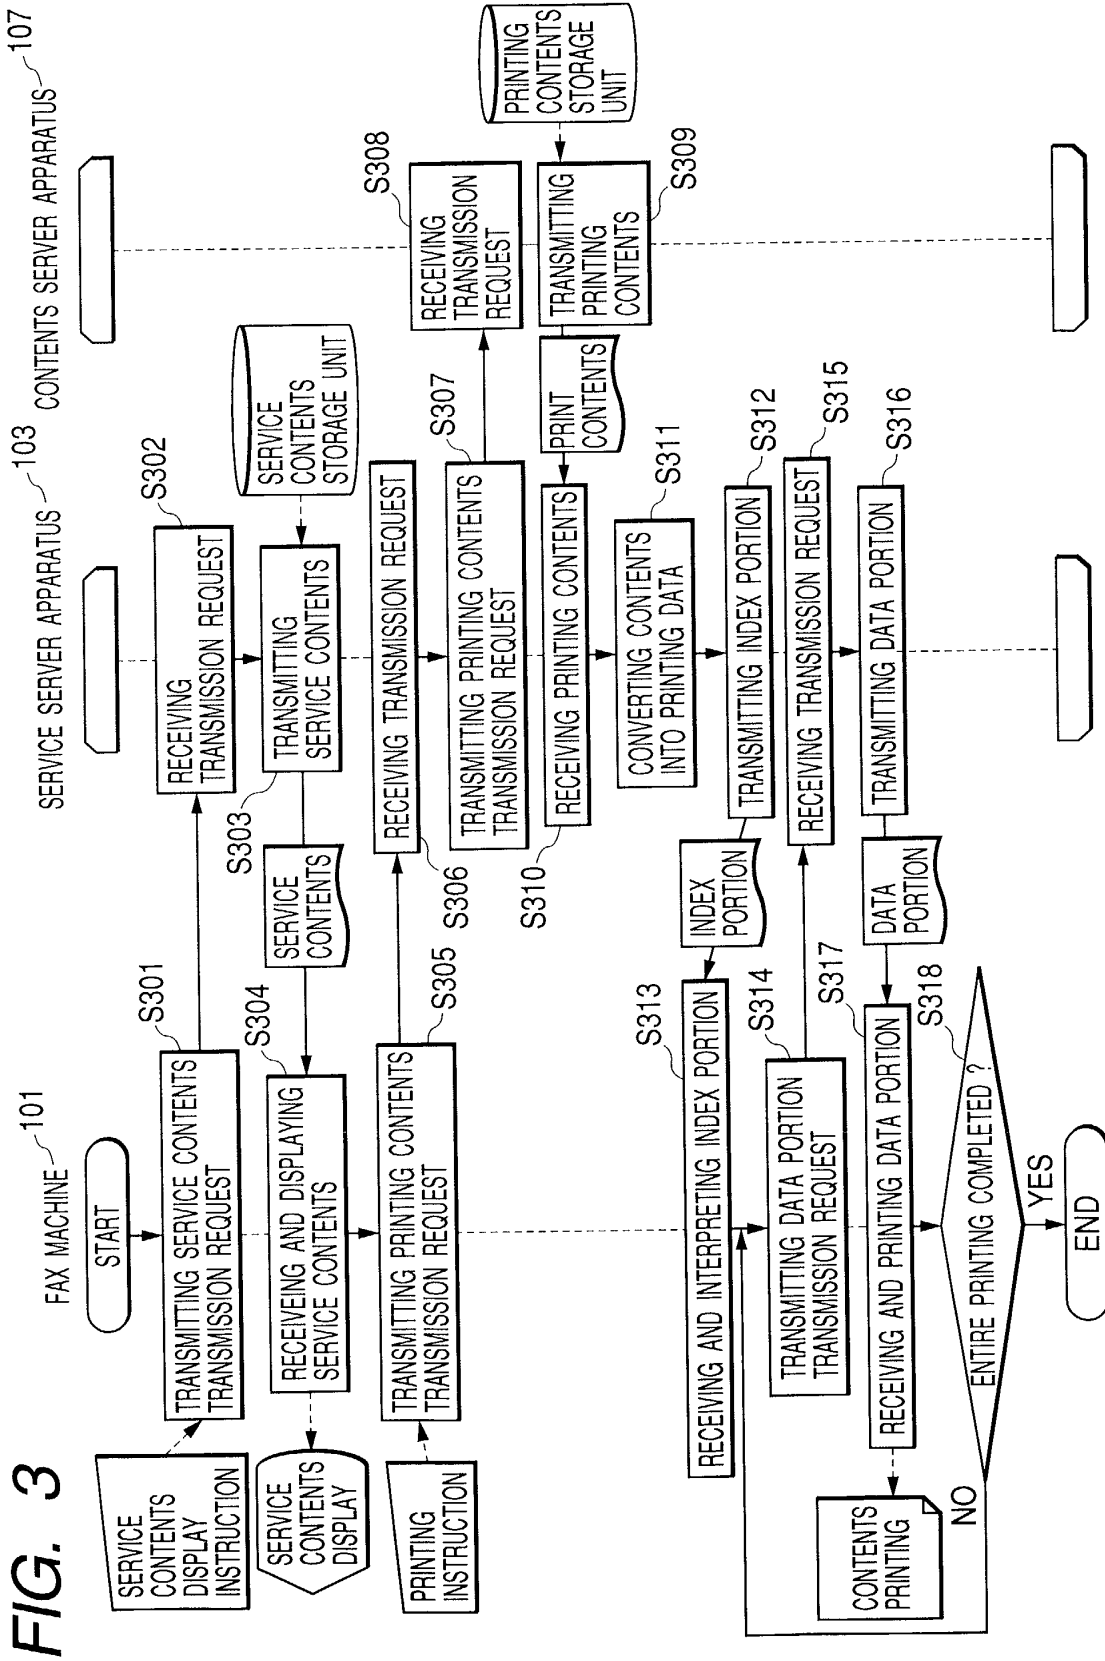 FIG. 3
FAX MACHINE
101
SERVICE SERVER APPARATUS
103
CONTENTS SERVER APPARATUS
107
START
SERVICE
CONTENTS
DISPLAY
INSTRUCTION
S301
TRANSMITTING SERVICE CONTENTS
TRANSMISSION REQUEST
S302
RECEIVING
TRANSMISSION REQUEST
S303
TRANSMITTING
SERVICE CONTENTS
SERVICE
CONTENTS
STORAGE UNIT
SERVICE
CONTENTS
S304
RECEIVEING AND DISPLAYING
SERVICE CONTENTS
SERVICE
CONTENTS
DISPLAY
PRINTING
INSTRUCTION
S305
TRANSMITTING PRINTING CONTENTS
TRANSMISSION REQUEST
S306
RECEIVING TRANSMISSION REQUEST
S307
TRANSMITTING PRINTING CONTENTS
TRANSMISSION REQUEST
S308
RECEIVING
TRANSMISSION
REQUEST
PRINTING
CONTENTS
STORAGE
UNIT
S309
TRANSMITTING
PRINTING
CONTENTS
PRINT
CONTENTS
S310
RECEIVING PRINTING CONTENTS
S311
CONVERTING CONTENTS
INTO PRINTING DATA
S312
TRANSMITTING INDEX PORTION
INDEX
PORTION
S313
RECEIVING AND INTERPRETING INDEX PORTION
S314
TRANSMITTING DATA PORTION
TRANSMISSION REQUEST
S315
RECEIVING TRANSMISSION REQUEST
S316
TRANSMITTING DATA PORTION
DATA
PORTION
S317
RECEIVING AND PRINTING DATA PORTION
CONTENTS
PRINTING
S318
ENTIRE PRINTING COMPLETED ?
NO
YES
END